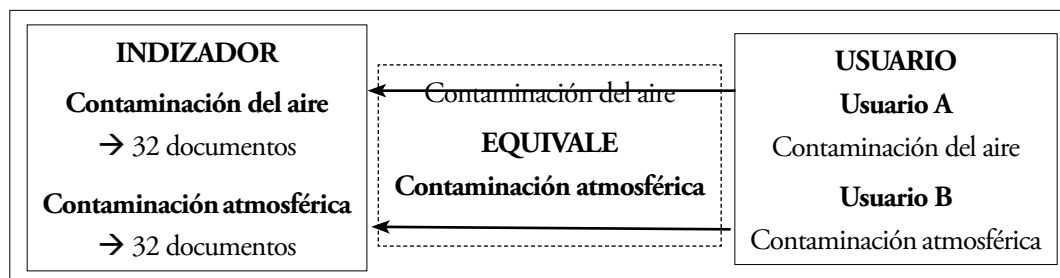 INDIZADOR
Contaminación del aire
→ 32 documentos
Contaminación atmosférica
→ 32 documentos
Contaminación del aire
EQUIVALE
Contaminación atmosférica
USUARIO
Usuario A
Contaminación del aire
Usuario B
Contaminación atmosférica